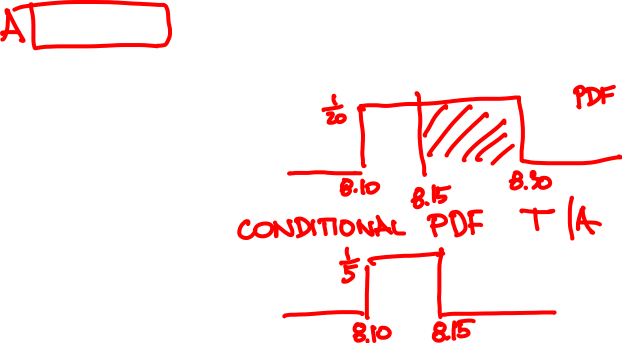 A
PDF
1/20
8.10 8.15 8.30
CONDITIONAL PDF T|A
1/5
8.10 8.15